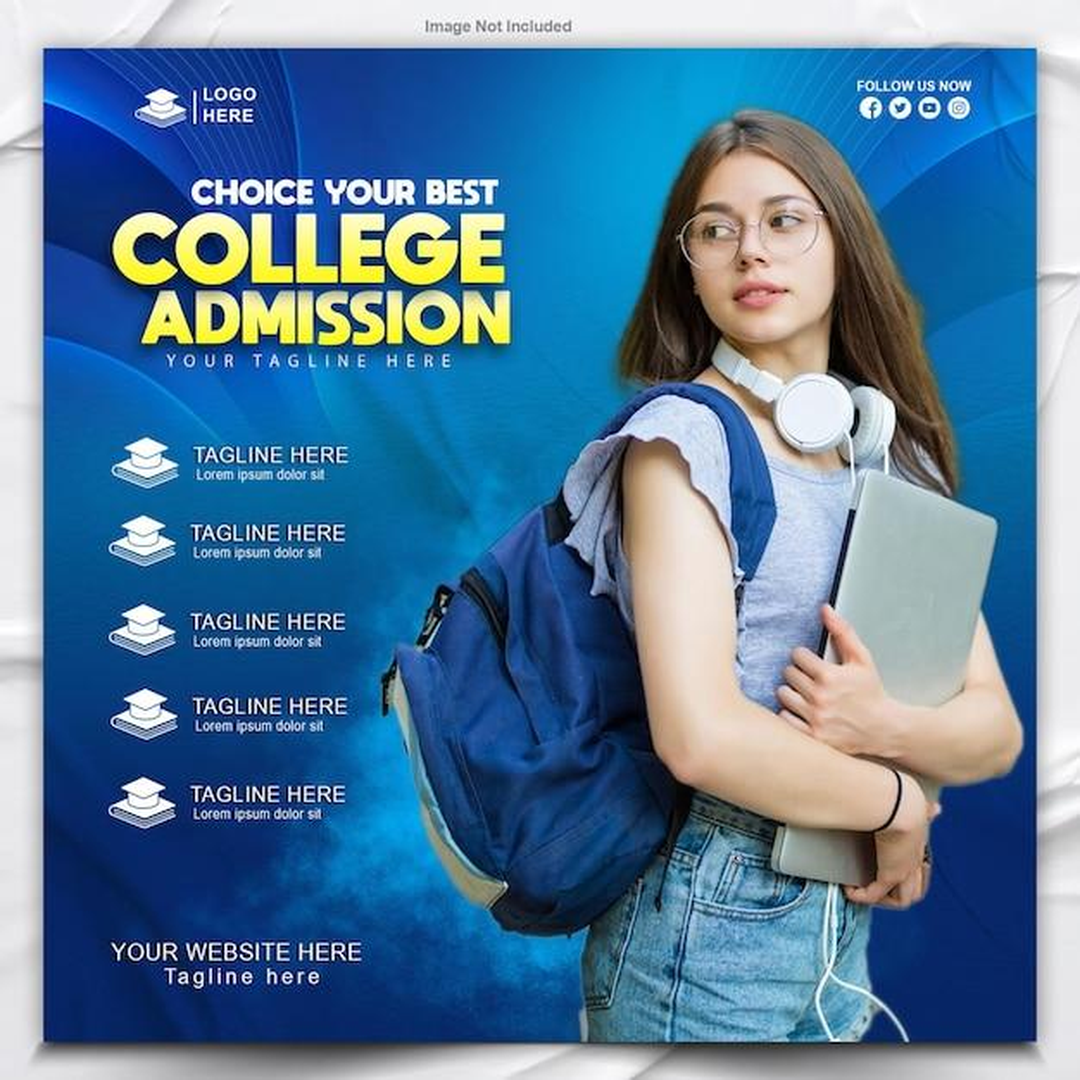 Image Not Included
LOGO
HERE
FOLLOW US NOW
CHOICE YOUR BEST
COLLEGE
ADMISSION
YOUR TAGLINE HERE
TAGLINE HERE
Lorem ipsum dolor sit
TAGLINE HERE
Lorem ipsum dolor sit
TAGLINE HERE
Lorem ipsum dolor sit
TAGLINE HERE
Lorem ipsum dolor sit
TAGLINE HERE
Lorem ipsum dolor sit
YOUR WEBSITE HERE
Tagline here